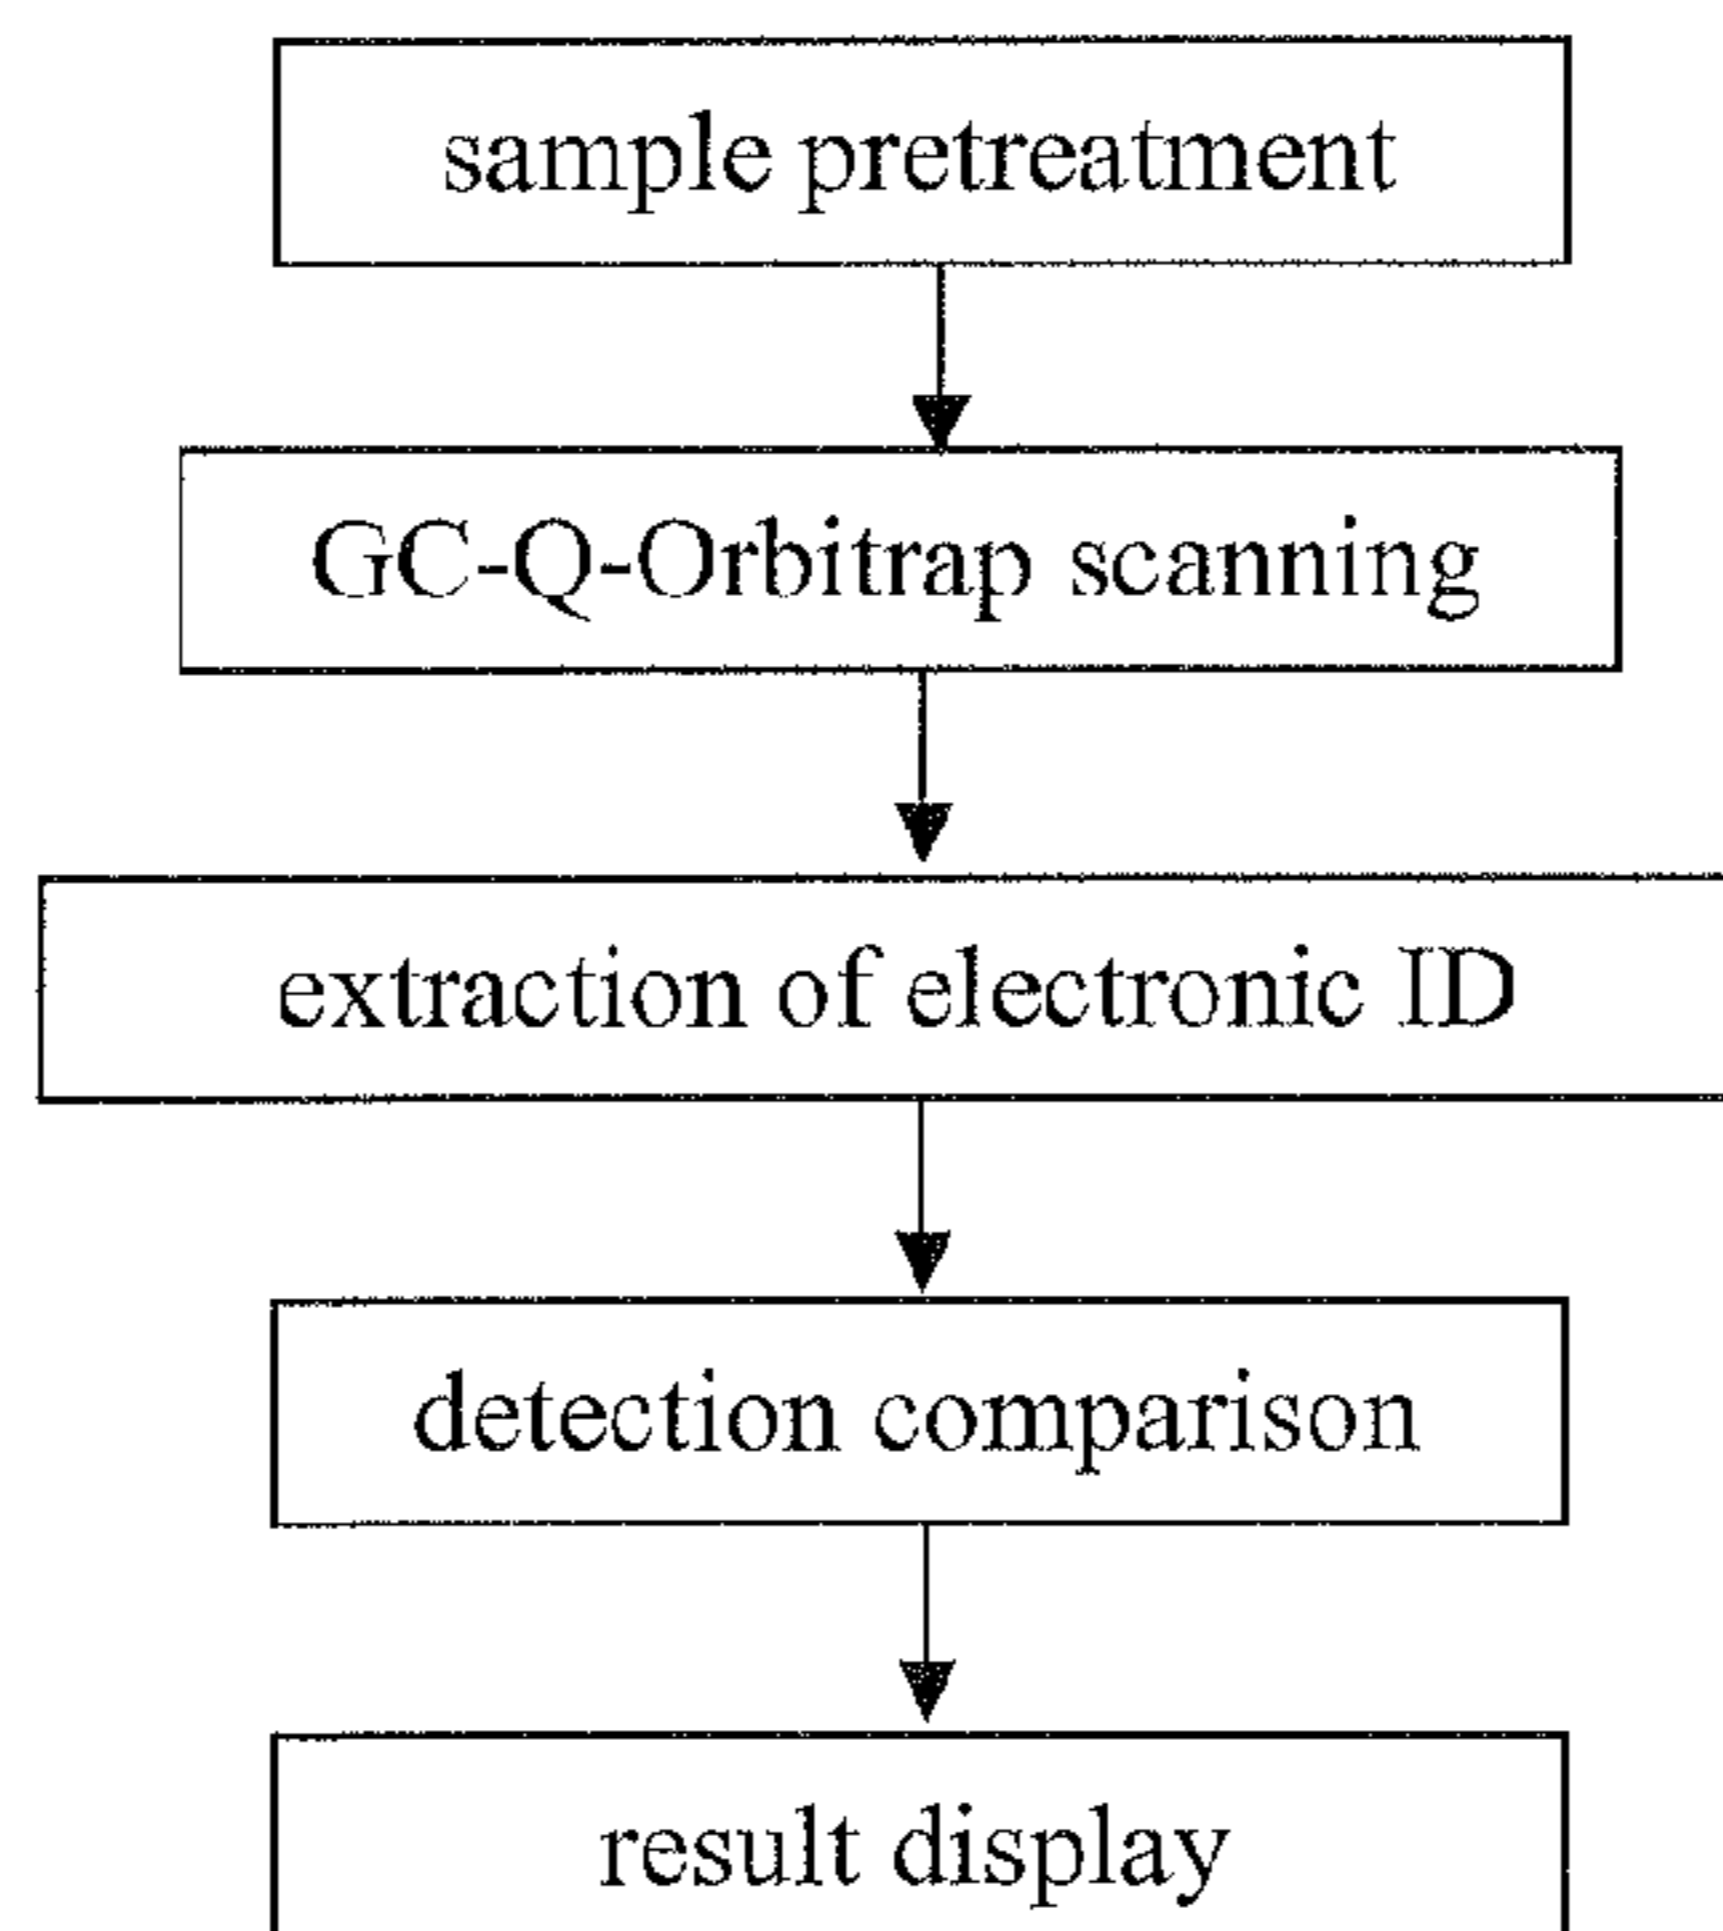 sample pretreatment
GC-Q-Orbitrap scanning
extraction of electronic ID
detection comparison
result display